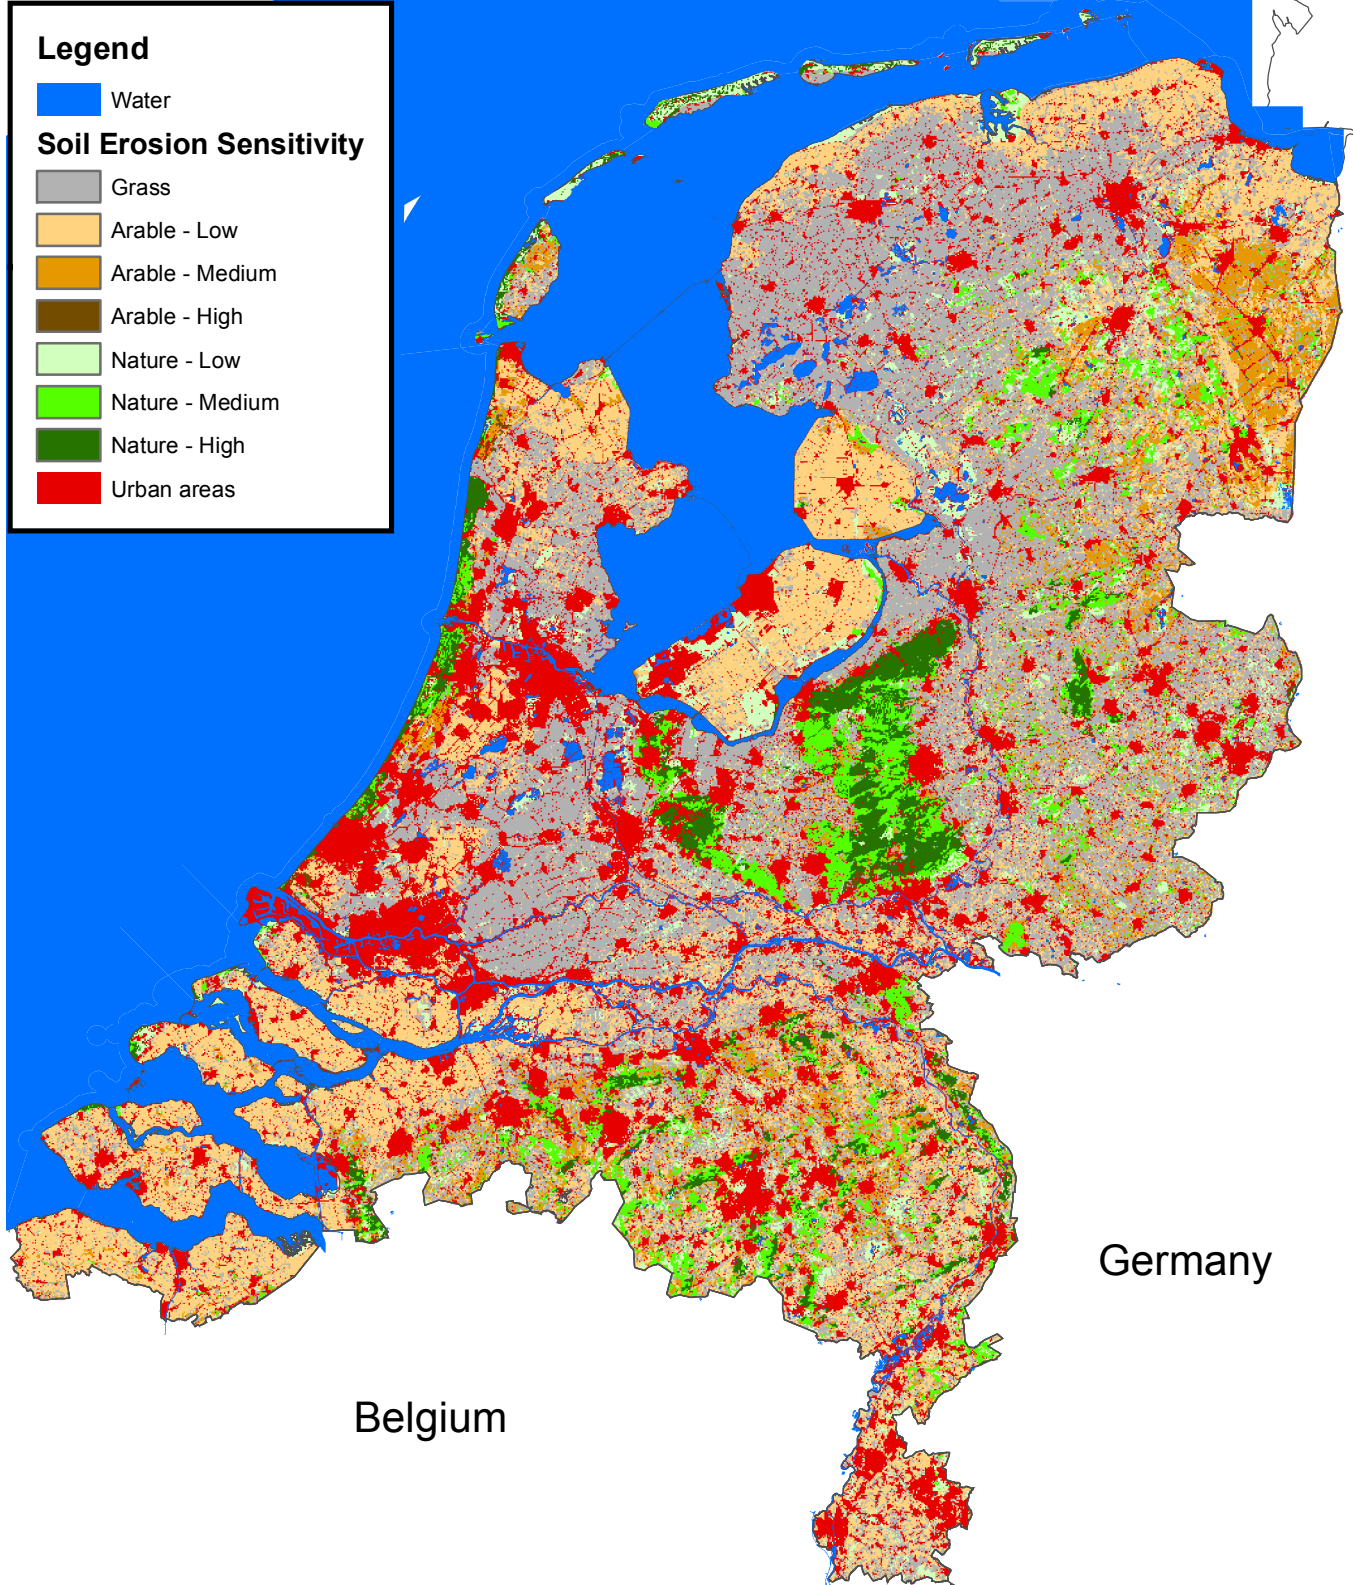 Legend
Water
Soil Erosion Sensitivity
Grass
Arable - Low
Arable - Medium
Arable - High
Nature - Low
Nature - Medium
Nature - High
Urban areas
Germany
Belgium